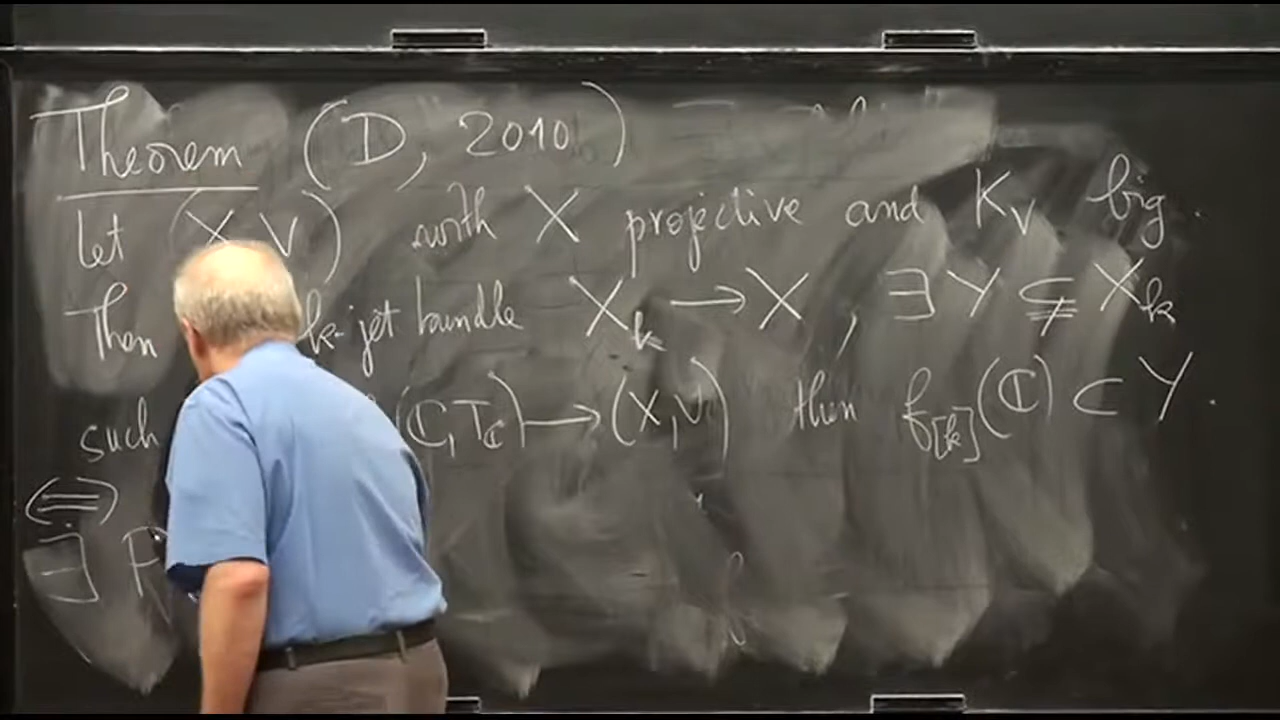 Theorem (D, 2010)
Let (X, V) with X projective and K_V big.
Then k-jet bundle X_k → X, ∃ Y ⊊ X_k
such (ℂ, T_ℂ) → (X, V) then f_[k](ℂ) ⊂ Y.
(⇔)
∃ P